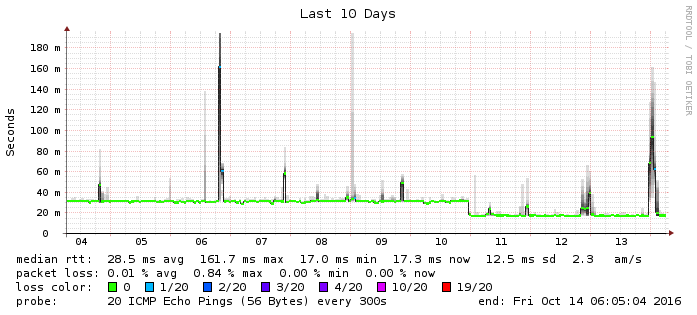 Last 10 Days
RRDTOOL / TOBI OETIKER
Seconds
180 m
160 m
140 m
120 m
100 m
80 m
60 m
40 m
20 m
0
04 05 06 07 08 09 10 11 12 13
median rtt: 28.5 ms avg 161.7 ms max 17.0 ms min 17.3 ms now 12.5 ms sd 2.3 am/s
packet loss: 0.01 % avg 0.84 % max 0.00 % min 0.00 % now
loss color: 0 1/20 2/20 3/20 4/20 10/20 19/20
probe: 20 ICMP Echo Pings (56 Bytes) every 300s end: Fri Oct 14 06:05:04 2016